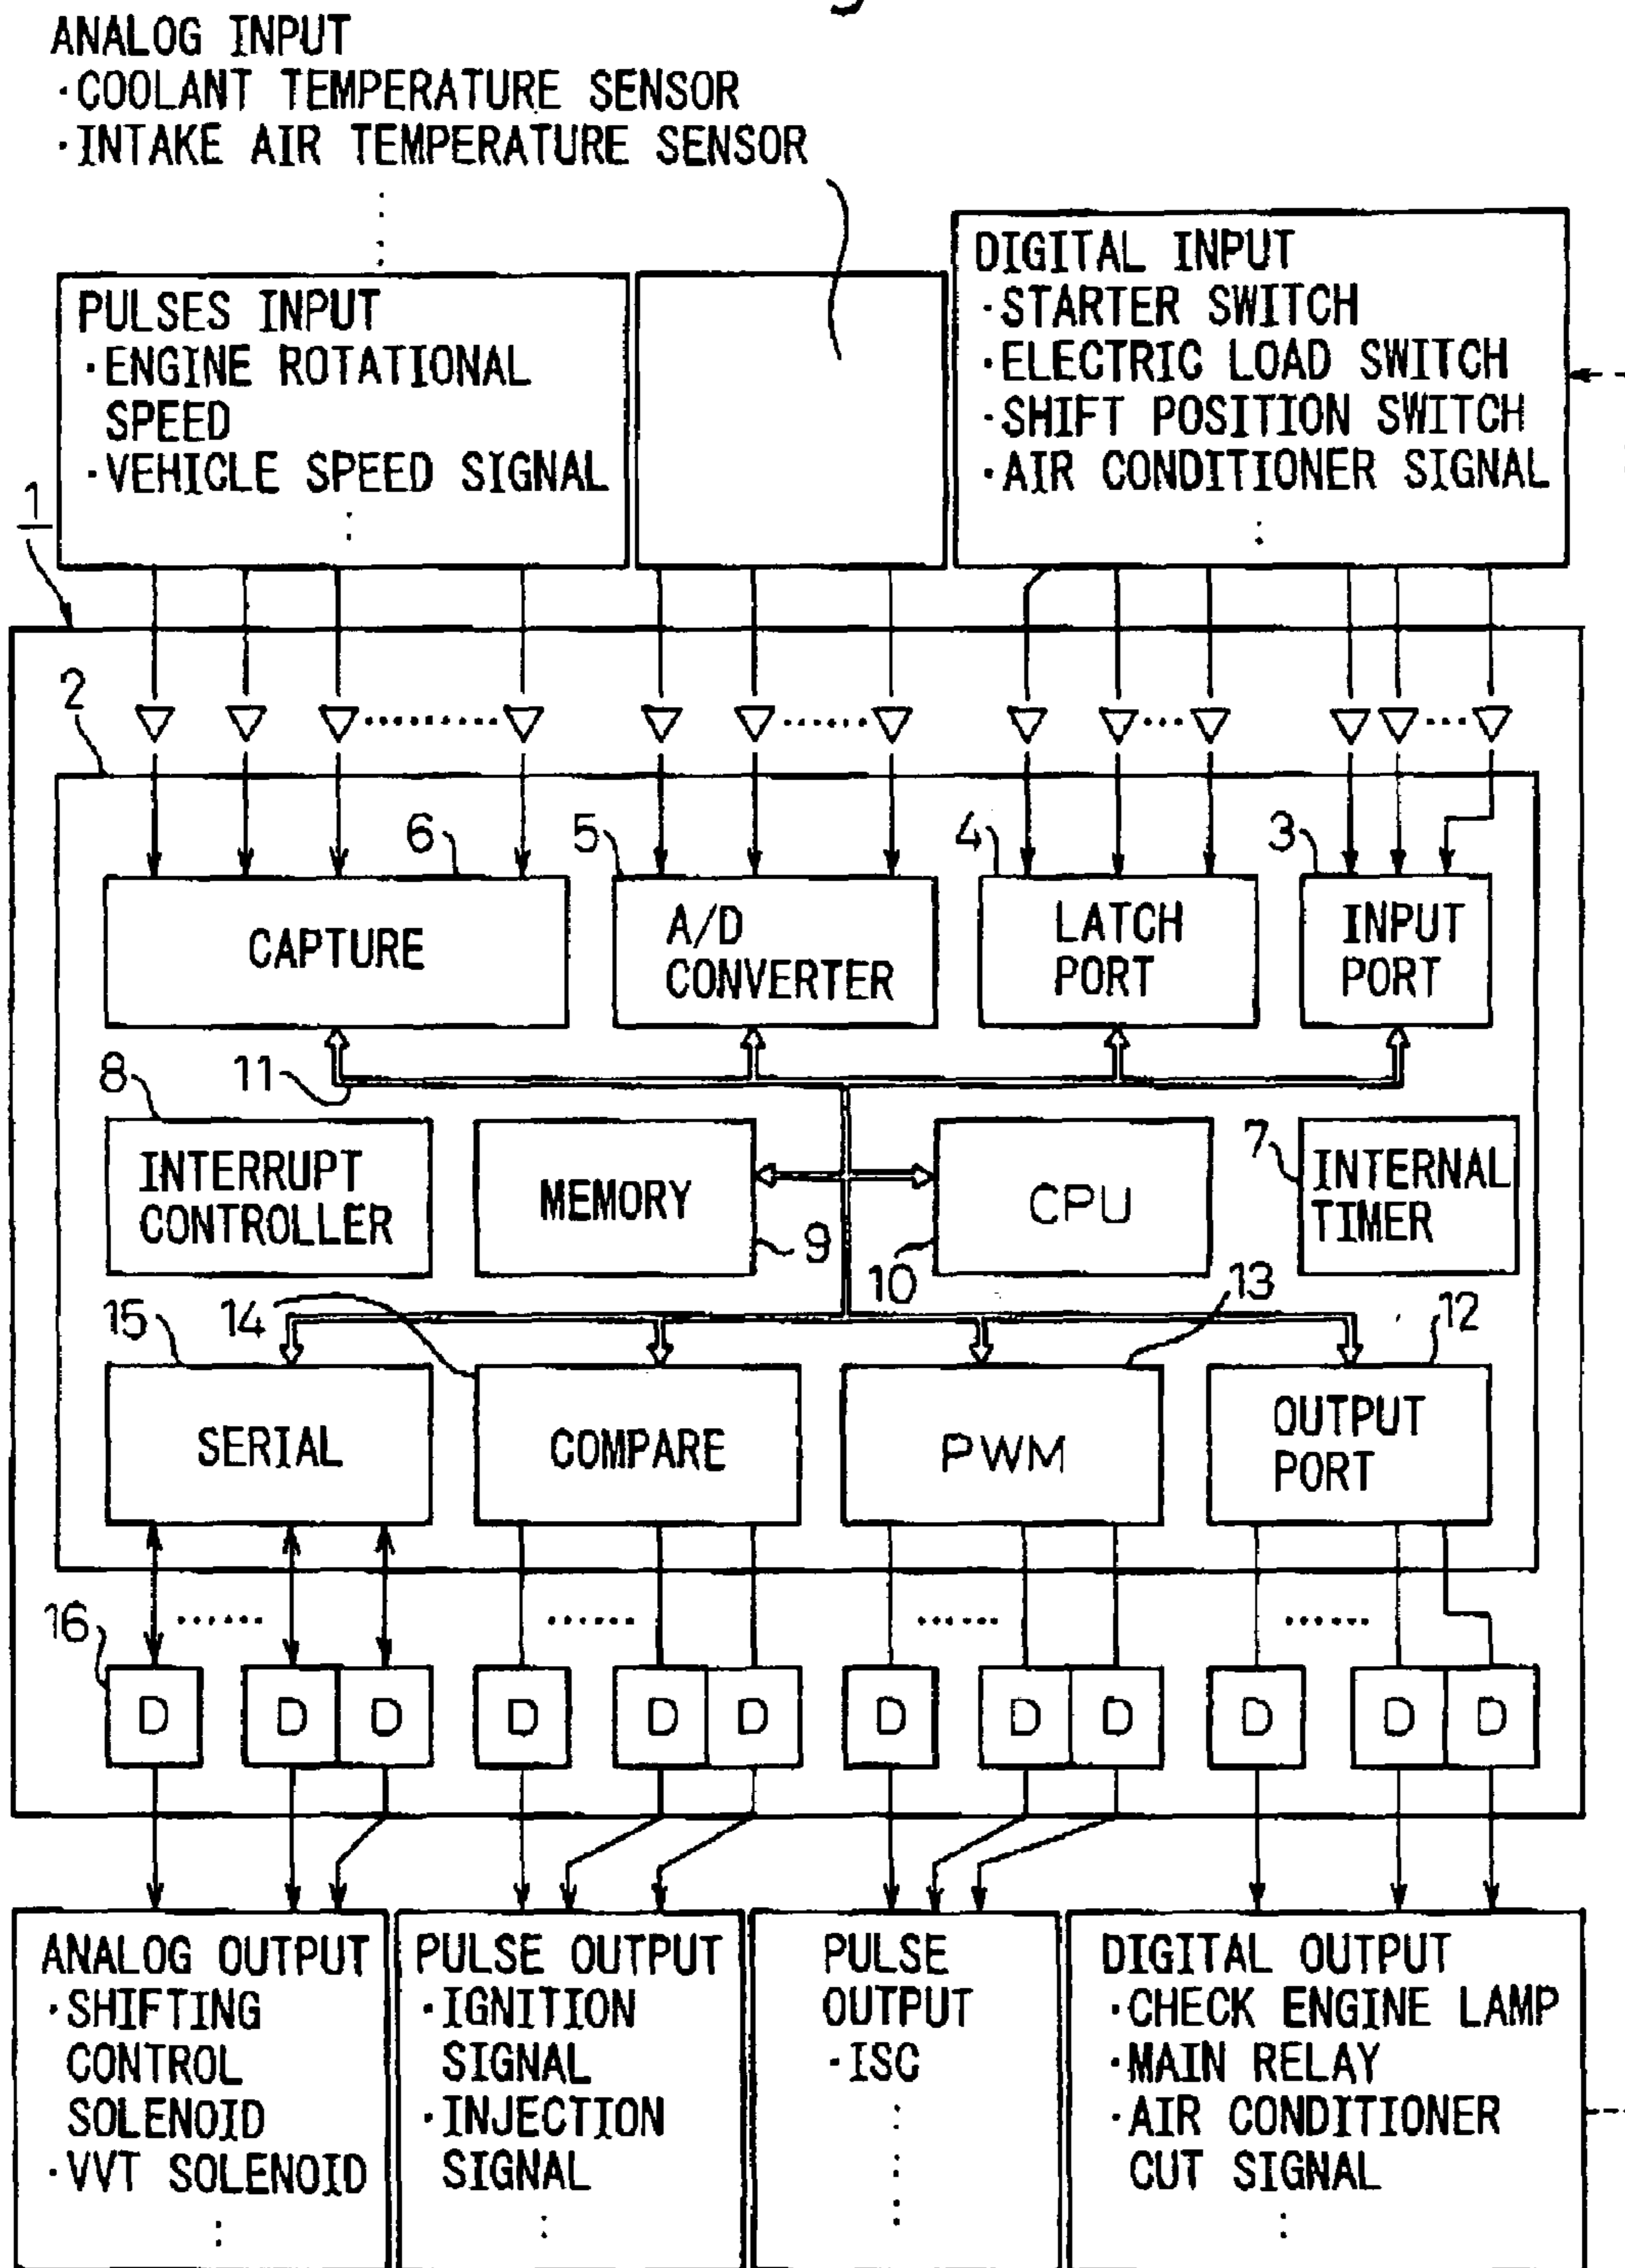 ANALOG INPUT
·COOLANT TEMPERATURE SENSOR
·INTAKE AIR TEMPERATURE SENSOR
PULSES INPUT
·ENGINE ROTATIONAL
SPEED
·VEHICLE SPEED SIGNAL
DIGITAL INPUT
·STARTER SWITCH
·ELECTRIC LOAD SWITCH
·SHIFT POSITION SWITCH
·AIR CONDITIONER SIGNAL
1
2
6
5
4
3
CAPTURE
A/D
CONVERTER
LATCH
PORT
INPUT
PORT
8
11
7
INTERRUPT
CONTROLLER
MEMORY
CPU
INTERNAL
TIMER
9
10
15
14
13
12
SERIAL
COMPARE
PWM
OUTPUT
PORT
16
D D D D D D D D D D D D
ANALOG OUTPUT
·SHIFTING
CONTROL
SOLENOID
·VVT SOLENOID
PULSE OUTPUT
·IGNITION
SIGNAL
·INJECTION
SIGNAL
PULSE
OUTPUT
·ISC
DIGITAL OUTPUT
·CHECK ENGINE LAMP
·MAIN RELAY
·AIR CONDITIONER
CUT SIGNAL